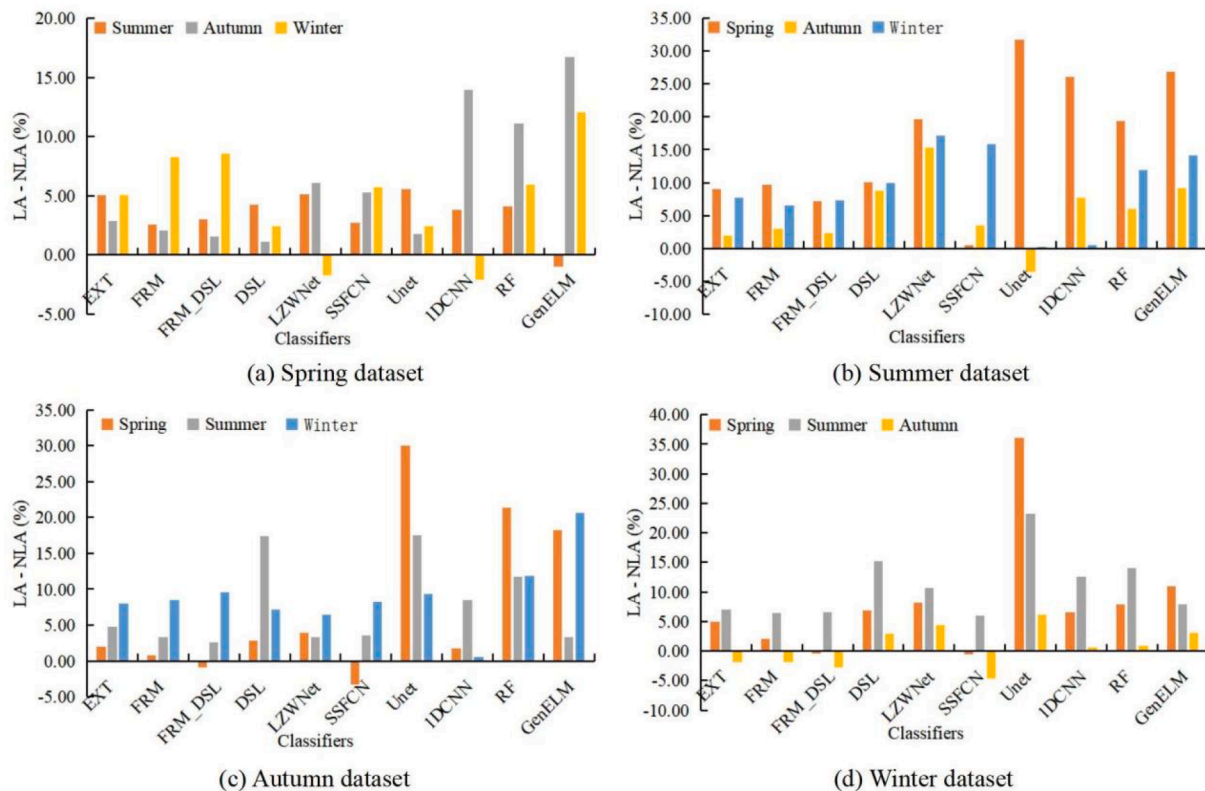 20.00
Summer Autumn Winter
15.00
10.00
5.00
0.00
-5.00
LA - NLA (%)
EXT FRM FRM_DSL DSL LZWNet SSFCN Unet 1DCNN RF GenELM
Classifiers
(a) Spring dataset
35.00
Spring Autumn Winter
30.00
25.00
20.00
15.00
10.00
5.00
0.00
-5.00
-10.00
LA - NLA (%)
EXT FRM FRM_DSL DSL LZWNet SSFCN Unet 1DCNN RF GenELM
Classifiers
(b) Summer dataset
35.00
Spring Summer Winter
30.00
25.00
20.00
15.00
10.00
5.00
0.00
-5.00
LA - NLA (%)
EXT FRM FRM_DSL DSL LZWNet SSFCN Unet 1DCNN RF GenELM
Classifiers
(c) Autumn dataset
40.00
Spring Summer Autumn
35.00
30.00
25.00
20.00
15.00
10.00
5.00
0.00
-5.00
-10.00
LA - NLA (%)
EXT FRM FRM_DSL DSL LZWNet SSFCN Unet 1DCNN RF GenELM
Classifiers
(d) Winter dataset